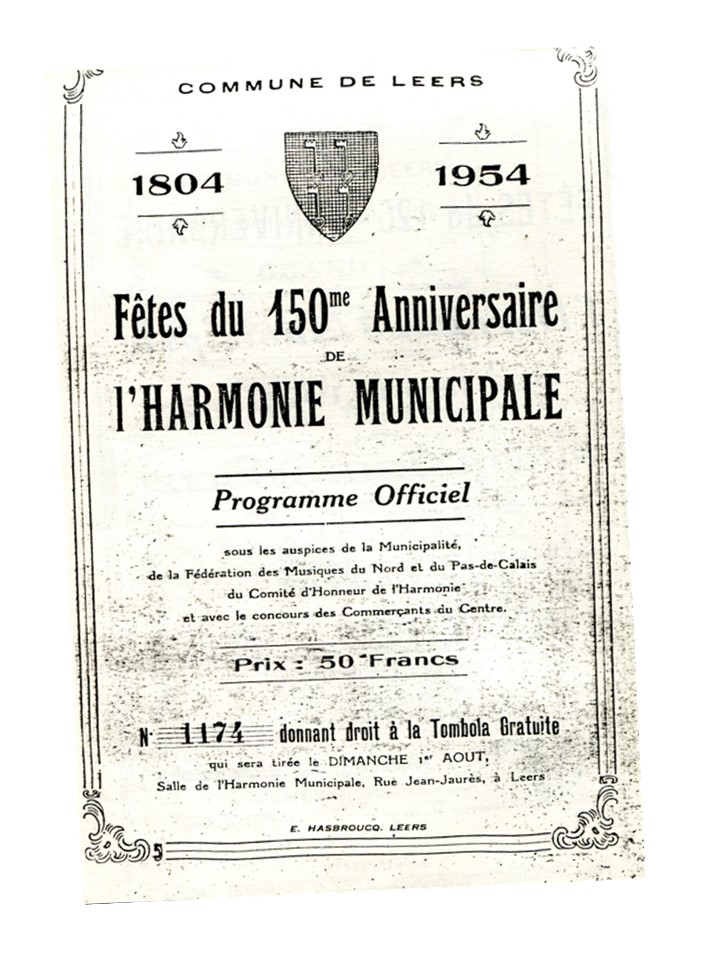 COMMUNE DE LEERS
1804
1954
Fêtes du 150me Anniversaire
DE
l'HARMONIE MUNICIPALE
Programme Officiel
sous les auspices de la Municipalité,
de la Fédération des Musiques du Nord et du Pas-de-Calais
du Comité d'Honneur de l'Harmonie
et avec le concours des Commerçants du Centre.
Prix : 50 Francs
N° 1174 donnant droit à la Tombola Gratuite
qui sera tirée le DIMANCHE 1er AOUT,
Salle de l'Harmonie Municipale, Rue Jean-Jaurès, à Leers
E. HASBROUCQ. LEERS
5